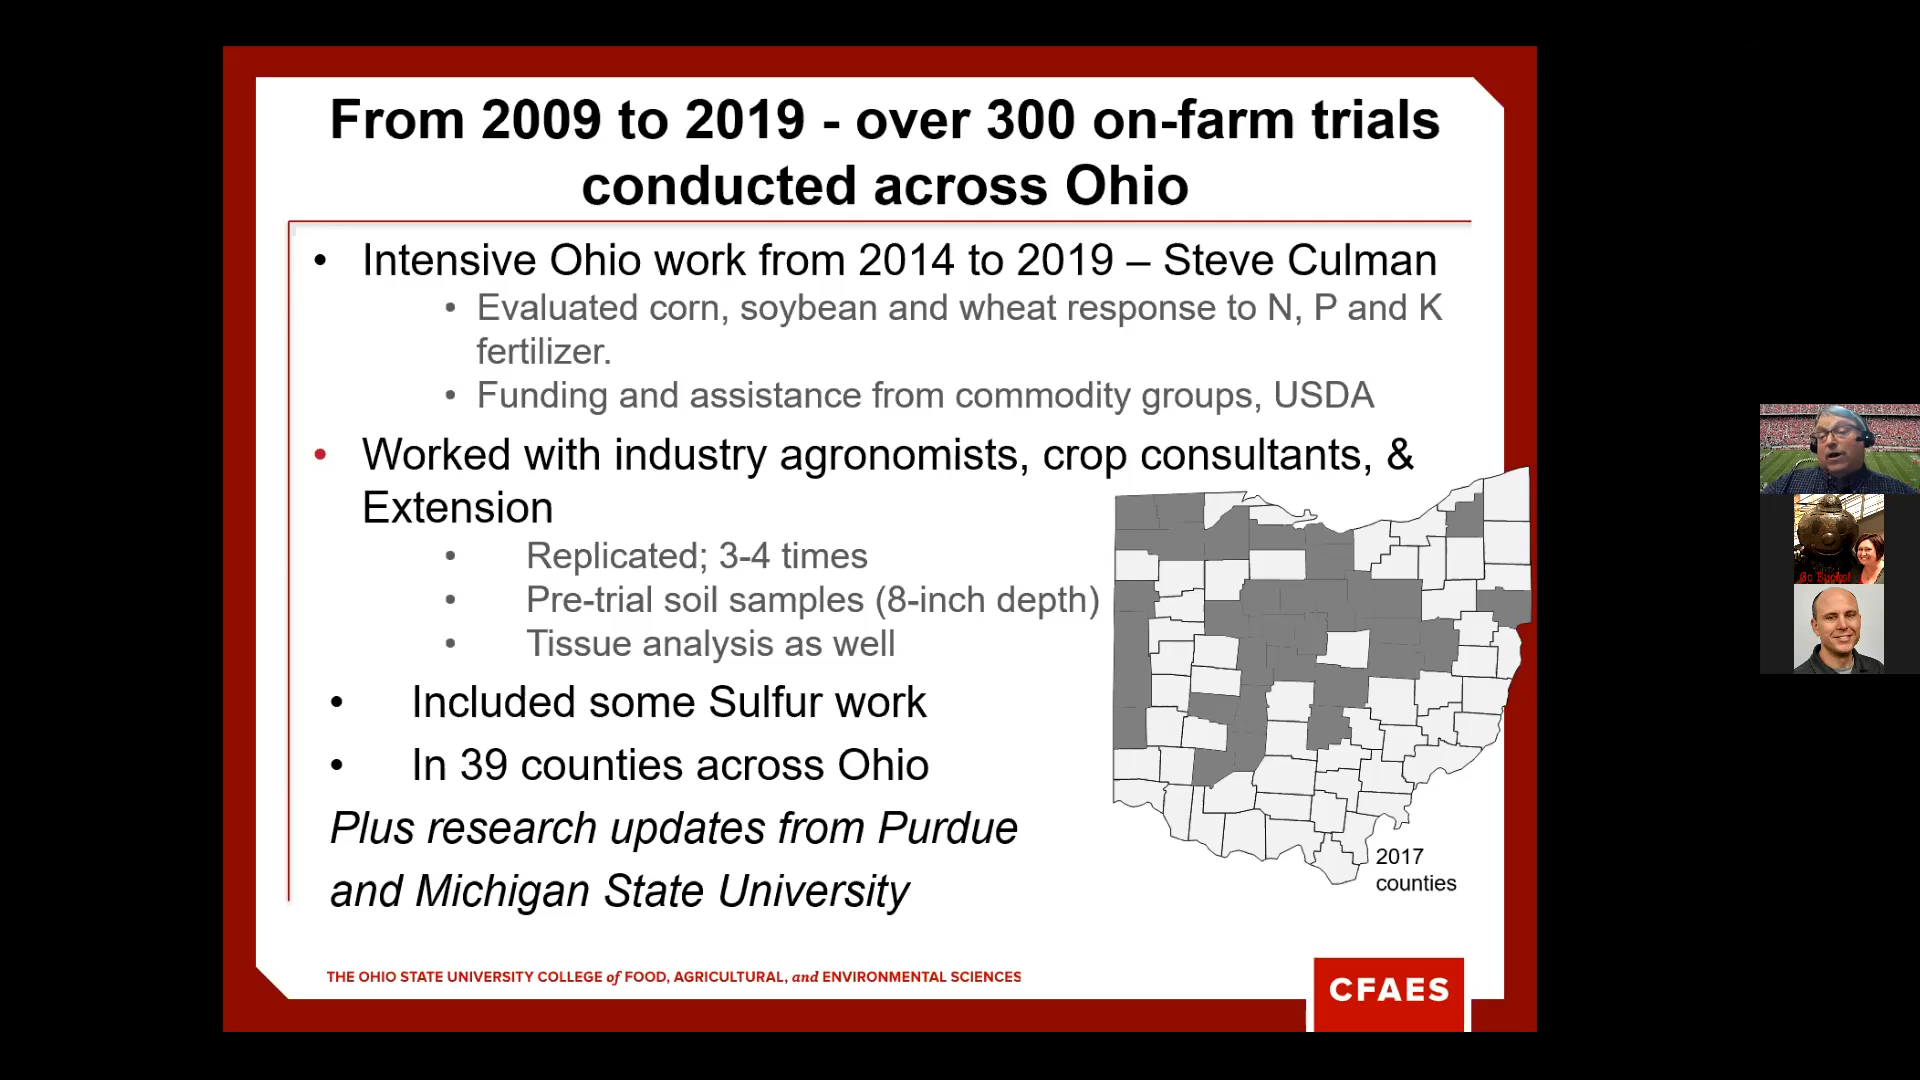 From 2009 to 2019 - over 300 on-farm trials
conducted across Ohio
• Intensive Ohio work from 2014 to 2019 – Steve Culman
• Evaluated corn, soybean and wheat response to N, P and K
fertilizer.
• Funding and assistance from commodity groups, USDA
• Worked with industry agronomists, crop consultants, &
Extension
• Replicated; 3-4 times
• Pre-trial soil samples (8-inch depth)
• Tissue analysis as well
• Included some Sulfur work
• In 39 counties across Ohio
Plus research updates from Purdue
and Michigan State University
2017
counties
THE OHIO STATE UNIVERSITY COLLEGE of FOOD, AGRICULTURAL, and ENVIRONMENTAL SCIENCES
CFAES
Go Bucks!